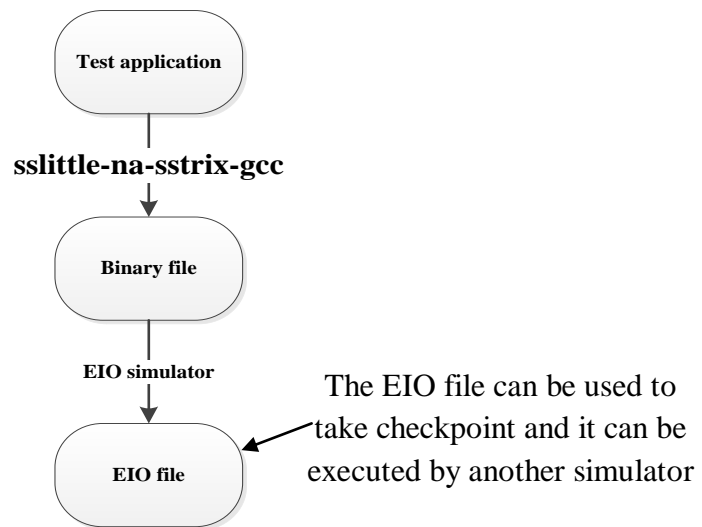 Test application
sslittle-na-sstrix-gcc
Binary file
EIO simulator
EIO file
The EIO file can be used to
take checkpoint and it can be
executed by another simulator